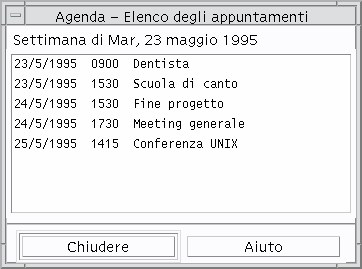 Agenda – Elenco degli appuntamenti
Settimana di Mar, 23 maggio 1995
23/5/1995 0900 Dentista
23/5/1995 1530 Scuola di canto
24/5/1995 1530 Fine progetto
24/5/1995 1730 Meeting generale
25/5/1995 1415 Conferenza UNIX
Chiudere Aiuto